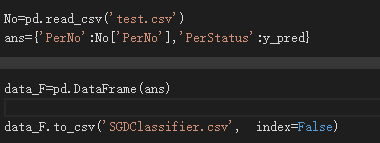 No=pd.read_csv('test.csv')
ans={'PerNo':No['PerNo'],'PerStatus':y_pred}
data_F=pd.DataFrame(ans)
data_F.to_csv('SGDClassifier.csv',  index=False)